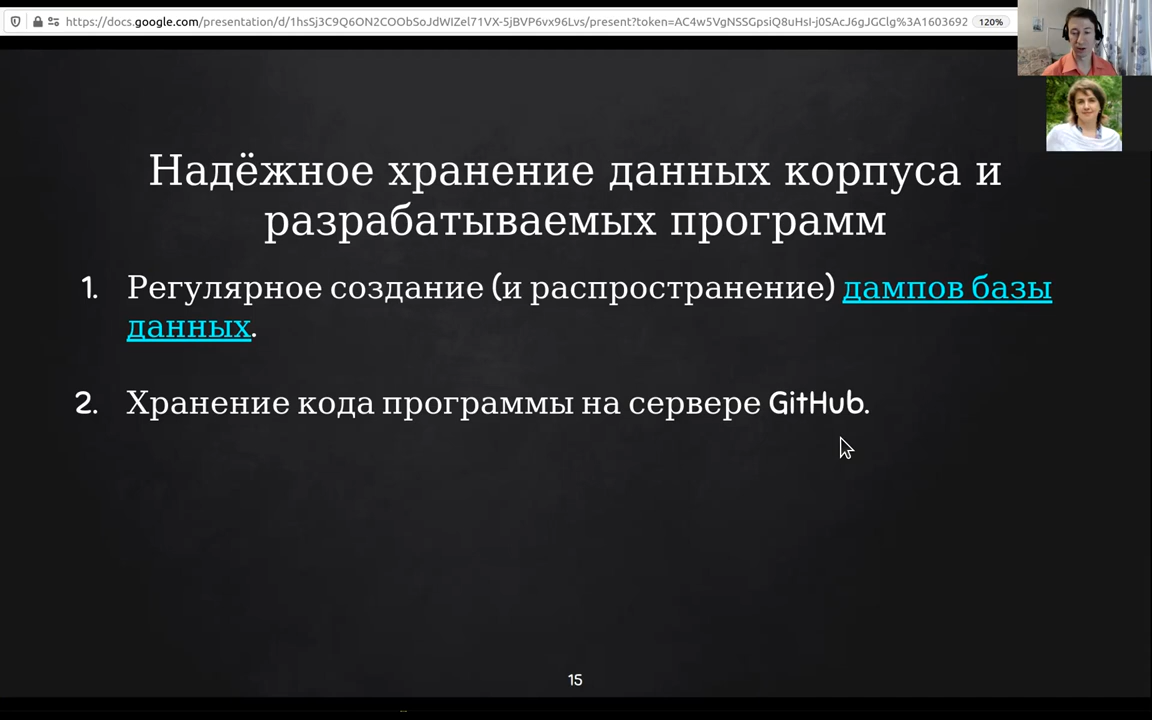 https://docs.google.com/presentation/d/1hsSj3C9Q6ON2COObSoJdWIZel71VX-5jBVP6vx96Lvs/present?token=AC4w5VgNSSGpsiQ8uHsI-j0SAcJ6gJGClg%3A1603692 120%
Надёжное хранение данных корпуса и
разрабатываемых программ
1. Регулярное создание (и распространение) дампов базы
данных.
2. Хранение кода программы на сервере GitHub.
15